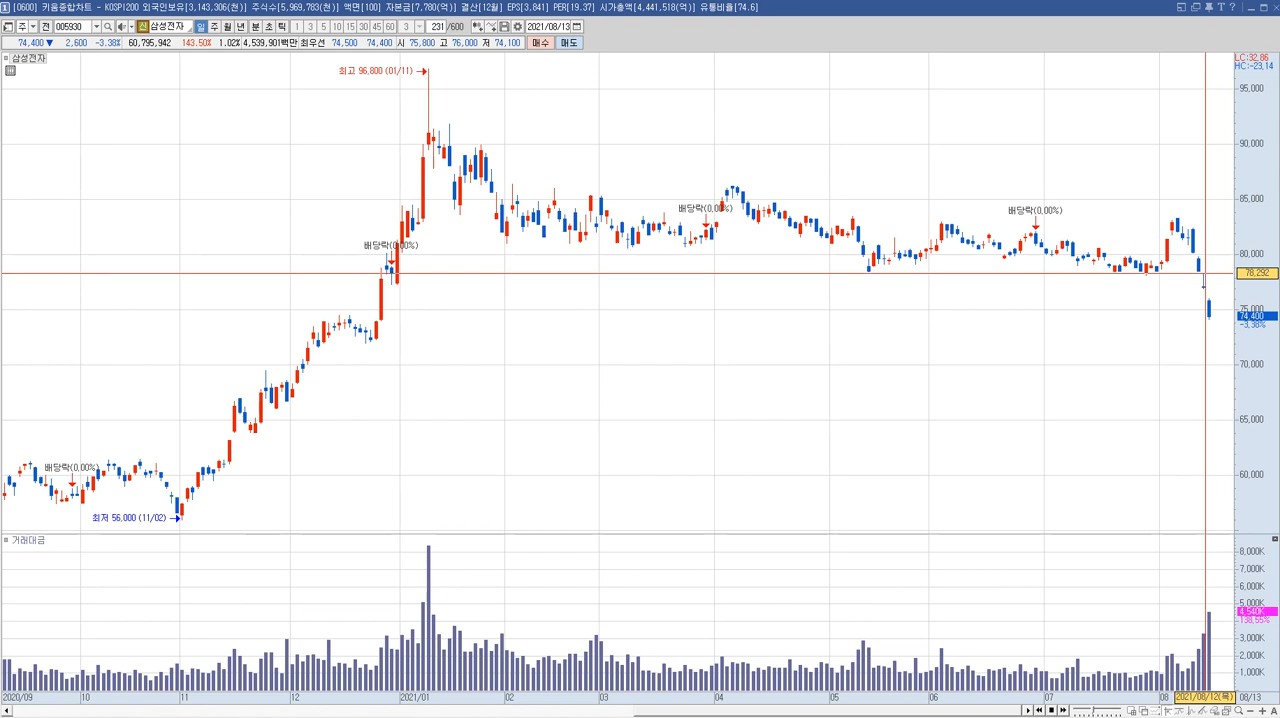 [0600] 키움종합차트 - KOSPI200 외국인보유[3,143,306(천)] 주식수[5,969,783(천)] 액면[100] 자본금[7,780(억)] 결산[12월] EPS[3,841] PER[19.37] 시가총액[4,441,518(억)] 유통비율[74.6]
주 전 005930 신 삼성전자 일 주 월 년 분 초 틱 1 3 5 10 15 30 45 60 3 231 /600 2021/08/13
74,400 ▼ 2,600 -3.38% 60,795,942 143.50% 1.02% 4,539,901백만 최우선 74,500 74,400 시 75,800 고 76,000 저 74,100 매수 매도
삼성전자
LC:32.86
HC:-23.14
최고 96,800 (01/11)
95,000
90,000
85,000
배당락(0.00%)
배당락(0.00%)
배당락(0.00%)
80,000
78,292
75,000
74,400
-3.38%
70,000
65,000
배당락(0.00%)
60,000
최저 56,000 (11/02)
거래대금
8,000K
7,000K
6,000K
5,000K
4,540K
138.55%
3,000K
2,000K
1,000K
2020/09 10 11 12 2021/01 02 03 04 05 06 07 08 2021/08/12(목) 08/13